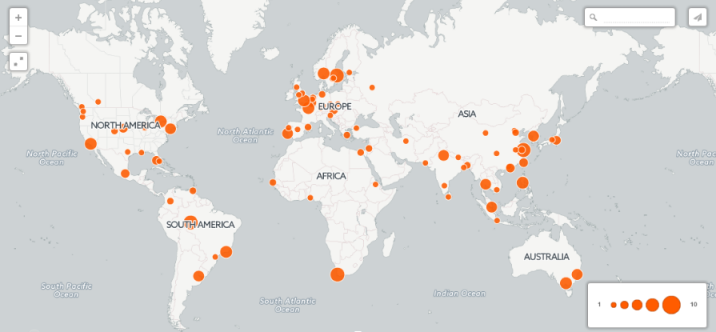 +
−
NORTH AMERICA
North Atlantic
Ocean
EUROPE
ASIA
North Pacific
Ocean
North Pac
Ocean
AFRICA
SOUTH AMERICA
AUSTRALIA
South Pacific
Ocean
South Atlantic
Ocean
Indian Ocean
1
10